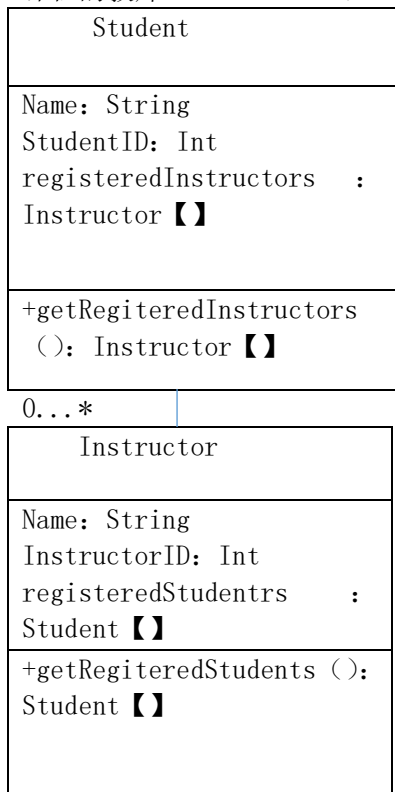 Student
Name：String
StudentID：Int
registeredInstructors ：
Instructor【】
+getRegiteredInstructors
（）：Instructor【】
0...*
Instructor
Name：String
InstructorID：Int
registeredStudentrs ：
Student【】
+getRegiteredStudents（）：
Student【】